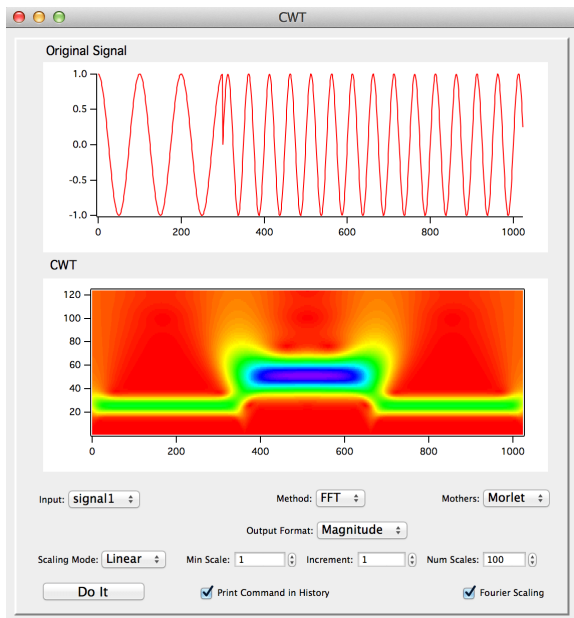 CWT
Original Signal
1.0
0.5
0.0
-0.5
-1.0
0 200 400 600 800 1000
CWT
120
100
80
60
40
20
0 200 400 600 800 1000
Input: signal1 Method: FFT Mothers: Morlet
Output Format: Magnitude
Scaling Mode: Linear Min Scale: 1 Increment: 1 Num Scales: 100
Do It Print Command in History Fourier Scaling